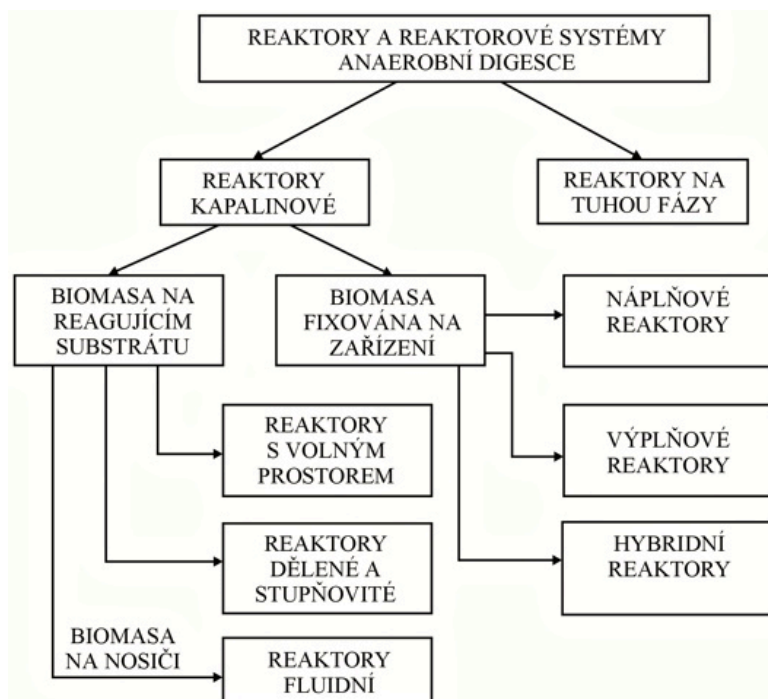 REAKTORY A REAKTOROVÉ SYSTÉMY
ANAEROBNÍ DIGESCE
REAKTORY
KAPALINOVÉ
REAKTORY NA
TUHOU FÁZY
BIOMASA NA
REAGUJÍCÍM
SUBSTRÁTU
BIOMASA
FIXOVÁNA NA
ZAŘÍZENÍ
NÁPLŇOVÉ
REAKTORY
REAKTORY
S VOLNÝM
PROSTOREM
VÝPLŇOVÉ
REAKTORY
REAKTORY
DĚLENÉ A
STUPŇOVITÉ
HYBRIDNÍ
REAKTORY
BIOMASA
NA NOSIČI
REAKTORY
FLUIDNÍ